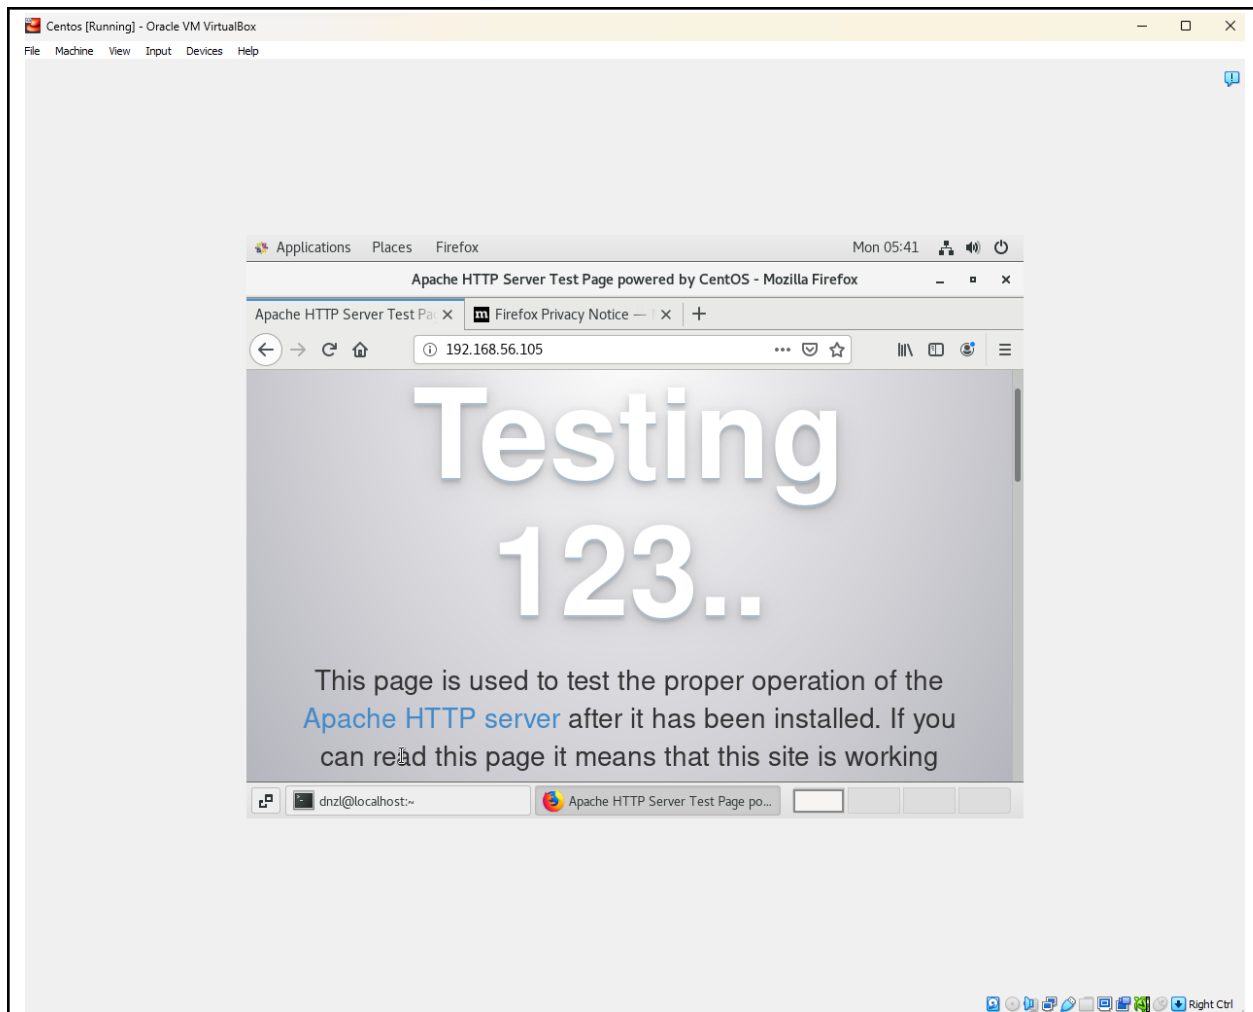 Centos [Running] - Oracle VM VirtualBox
File Machine View Input Devices Help
Applications Places Firefox Mon 05:41
Apache HTTP Server Test Page powered by CentOS - Mozilla Firefox
Apache HTTP Server Test Pa Firefox Privacy Notice —
192.168.56.105
Testing
123..
This page is used to test the proper operation of the
Apache HTTP server after it has been installed. If you
can read this page it means that this site is working
dnzl@localhost:~ Apache HTTP Server Test Page po...
Right Ctrl